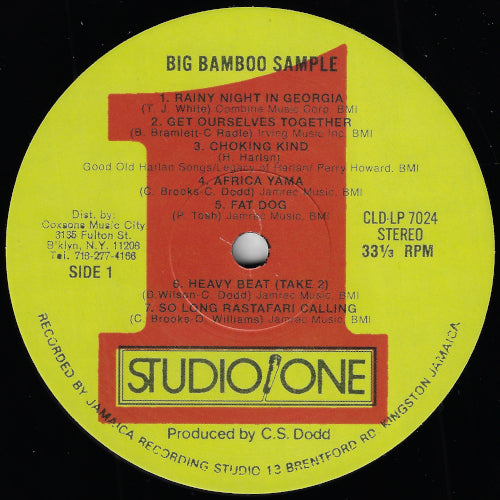 BIG BAMBOO SAMPLE
1. RAINY NIGHT IN GEORGIA
(T. J. White) Combine Music Corp. BMI
2. GET OURSELVES TOGETHER
(B. Bramlett-C Radle) Irving Music Inc. BMI
3. CHOKING KIND
(H. Harlan)
Good Old Harlan Songs/Legacy of Harlan/ Perry Howard. BMI
4. AFRICA YAMA
(C. Brooks-C. Dodd) Jamrec Music, BMI
5. FAT DOG
(P. Tosh) Jamrec Music, BMI
Dist. by:
Coxsons Music City
3135 Fulton St.
B'klyn, N.Y. 11208
Tel. 718-277-4166
SIDE 1
CLD-LP 7024
STEREO
33⅓ RPM
6. HEAVY BEAT (TAKE 2)
(D.Wilson-C. Dodd) Jamrec Music, BMI
7. SO LONG RASTAFARI CALLING
(C. Brooks-D. Williams) Jamrec Music, BMI
STUDIO ONE
Produced by C.S. Dodd
RECORDED BY JAMAICA RECORDING STUDIO 13 BRENTFORD RD, KINGSTON JAMAICA